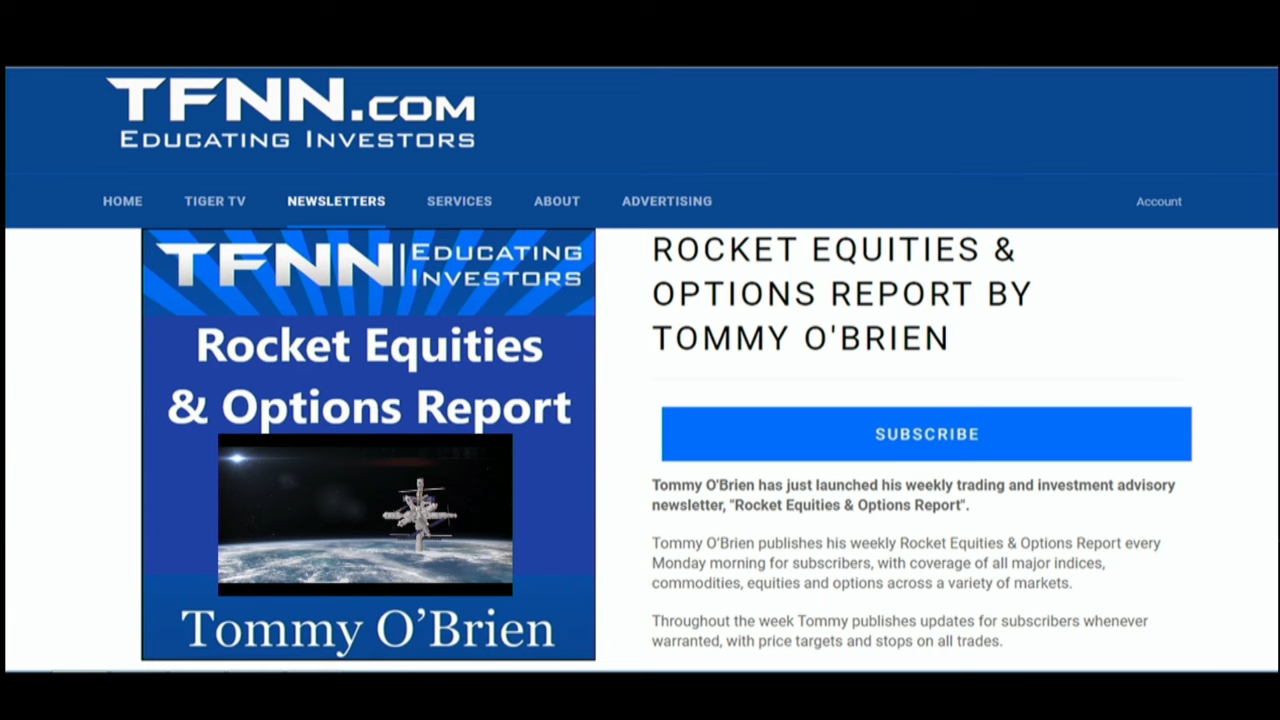 TFNN.COM
EDUCATING INVESTORS
HOME TIGER TV NEWSLETTERS SERVICES ABOUT ADVERTISING Account
TFNN | EDUCATING INVESTORS
Rocket Equities
& Options Report
Tommy O’Brien
ROCKET EQUITIES &
OPTIONS REPORT BY
TOMMY O'BRIEN
SUBSCRIBE
Tommy O'Brien has just launched his weekly trading and investment advisory
newsletter, "Rocket Equities & Options Report".
Tommy O'Brien publishes his weekly Rocket Equities & Options Report every
Monday morning for subscribers, with coverage of all major indices,
commodities, equities and options across a variety of markets.
Throughout the week Tommy publishes updates for subscribers whenever
warranted, with price targets and stops on all trades.